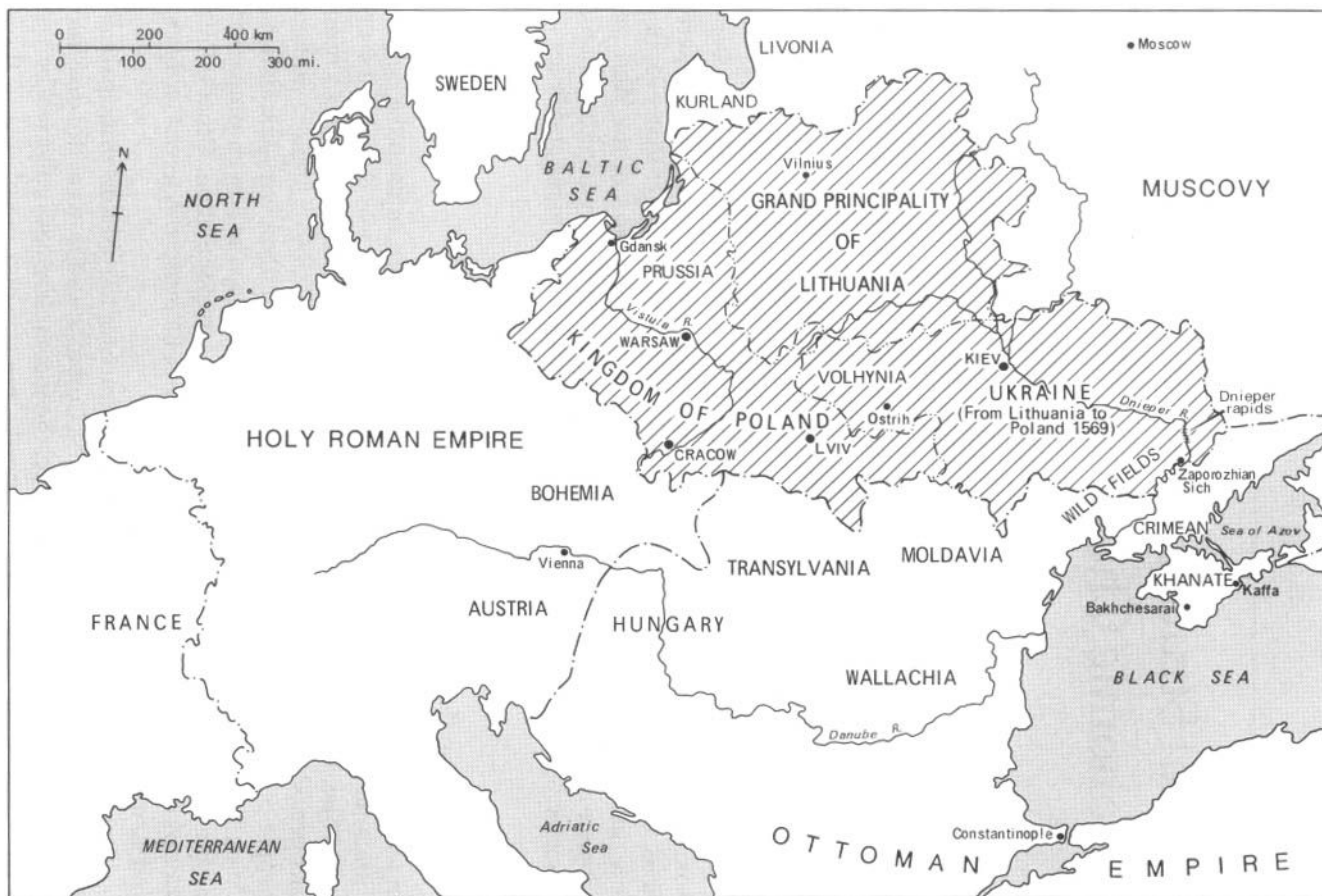 0 200 400 km
0 100 200 300 mi.
N
NORTH
SEA
SWEDEN
BALTIC
SEA
LIVONIA
KURLAND
Moscow
MUSCOVY
Vilnius
GRAND PRINCIPALITY
OF
LITHUANIA
Gdansk
PRUSSIA
Vistula R.
WARSAW
KINGDOM OF POLAND
KIEV
VOLHYNIA
Ostrih
UKRAINE
(From Lithuania to
Poland 1569)
Dnieper R.
Dnieper
rapids
HOLY ROMAN EMPIRE
CRACOW
LVIV
WILD FIELDS
Zaporozhian
Sich
BOHEMIA
CRIMEAN
KHANATE
Sea of Azov
Vienna
TRANSYLVANIA
MOLDAVIA
Kaffa
Bakhchesarai
AUSTRIA
HUNGARY
FRANCE
WALLACHIA
BLACK SEA
Danube R.
Adriatic
Sea
MEDITERRANEAN
SEA
Constantinople
OTTOMAN EMPIRE